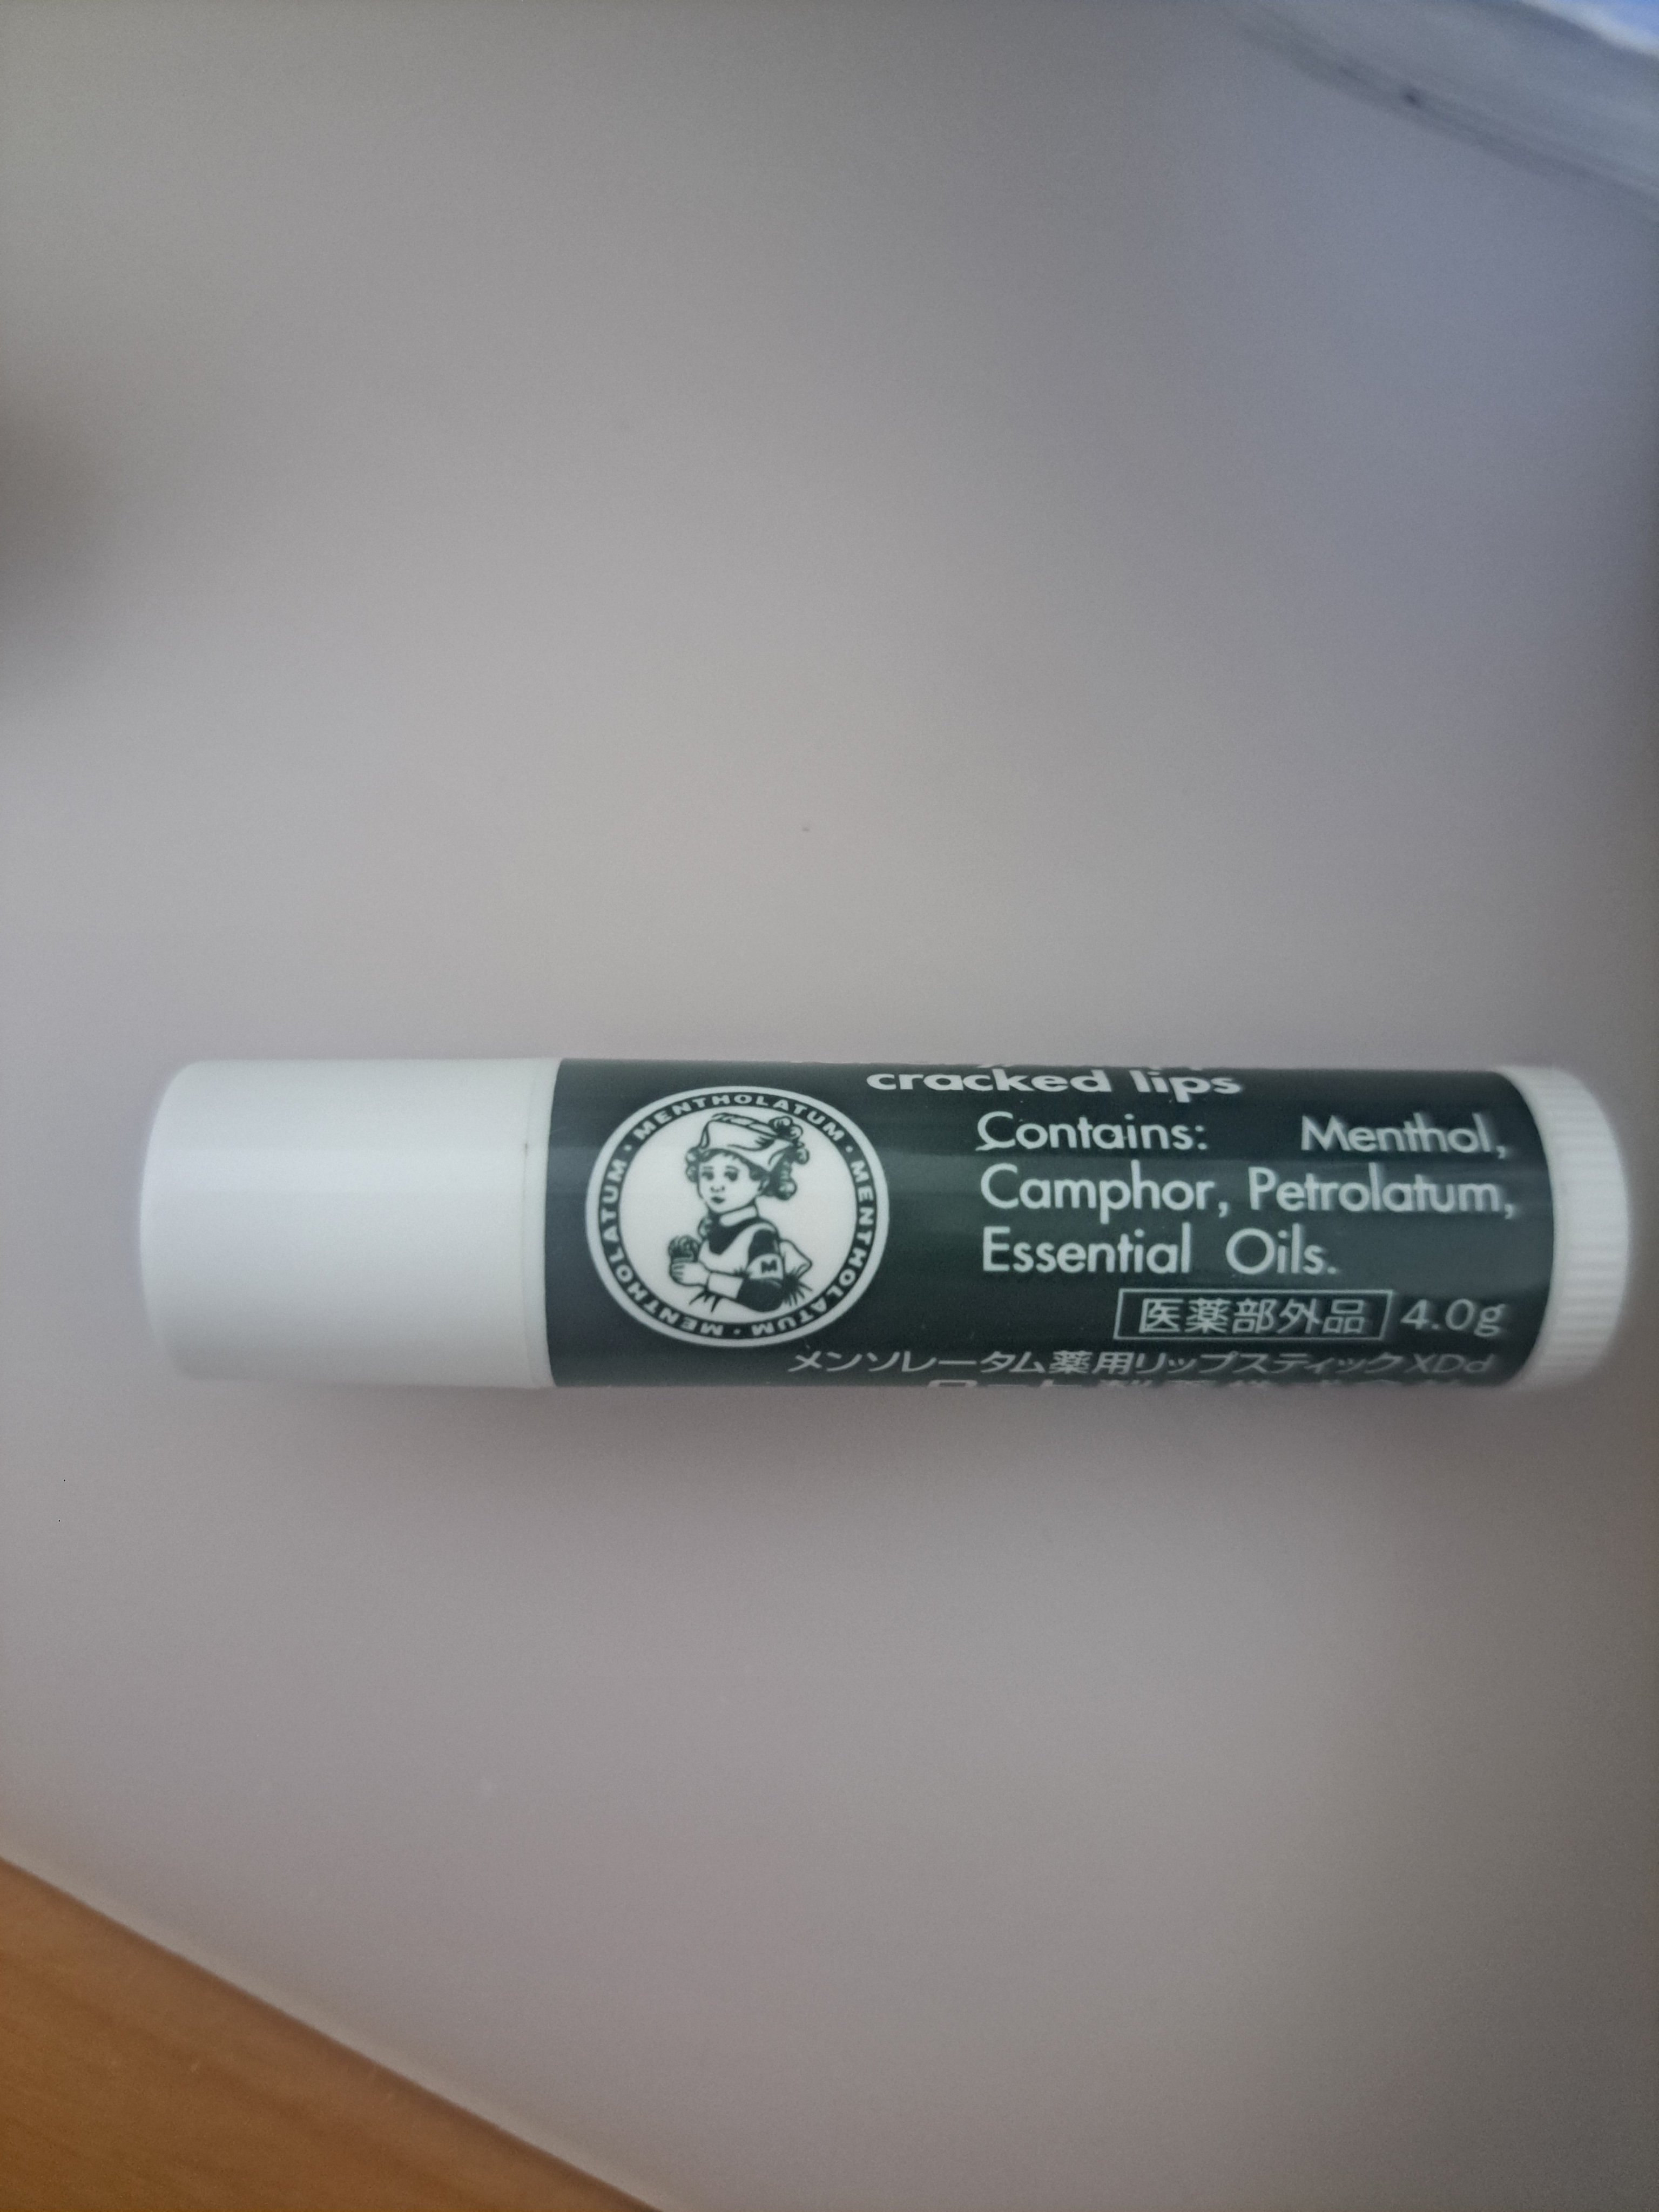 MENTHOLATUM · MENTHOLATUM · MENTHOLATUM · MENTHOLATUM ·
M
cracked lips
Contains: Menthol,
Camphor, Petrolatum,
Essential Oils.
医薬部外品 4.0g
メンソレータム薬用リップスティックXDd